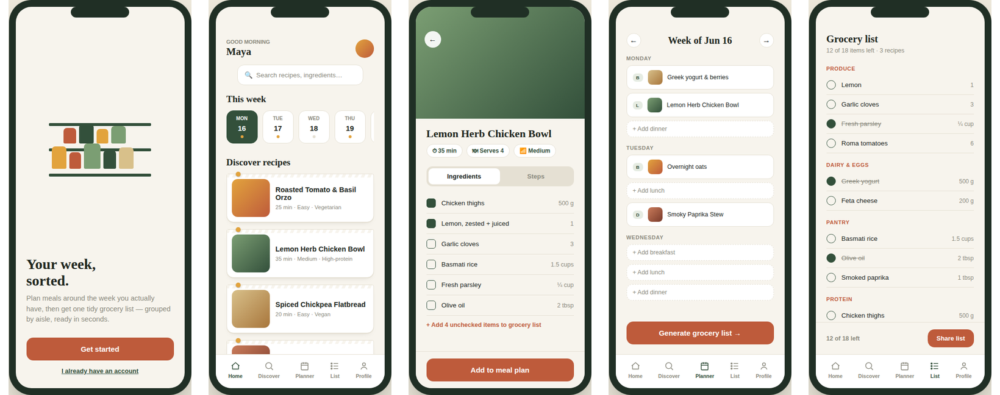 Your week,
sorted.
Plan meals around the week you actually
have, then get one tidy grocery list — grouped
by aisle, ready in seconds.
Get started
I already have an account
GOOD MORNING
Maya
Search recipes, ingredients…
This week
MON
16
TUE
17
WED
18
THU
19
Discover recipes
Roasted Tomato & Basil
Orzo
25 min · Easy · Vegetarian
Lemon Herb Chicken Bowl
35 min · Medium · High-protein
Spiced Chickpea Flatbread
20 min · Easy · Vegan
Home
Discover
Planner
List
Profile
←
Lemon Herb Chicken Bowl
35 min
Serves 4
Medium
Ingredients
Steps
Chicken thighs 500 g
Lemon, zested + juiced 1
Garlic cloves 3
Basmati rice 1.5 cups
Fresh parsley ¼ cup
Olive oil 2 tbsp
+ Add 4 unchecked items to grocery list
Add to meal plan
← Week of Jun 16 →
MONDAY
B Greek yogurt & berries
L Lemon Herb Chicken Bowl
+ Add dinner
TUESDAY
B Overnight oats
+ Add lunch
D Smoky Paprika Stew
WEDNESDAY
+ Add breakfast
+ Add lunch
+ Add dinner
Generate grocery list →
Home
Discover
Planner
List
Profile
Grocery list
12 of 18 items left · 3 recipes
PRODUCE
Lemon 1
Garlic cloves 3
Fresh parsley ¼ cup
Roma tomatoes 6
DAIRY & EGGS
Greek yogurt 500 g
Feta cheese 200 g
PANTRY
Basmati rice 1.5 cups
Olive oil 2 tbsp
Smoked paprika 1 tbsp
PROTEIN
Chicken thighs 500 g
12 of 18 left
Share list
Home
Discover
Planner
List
Profile